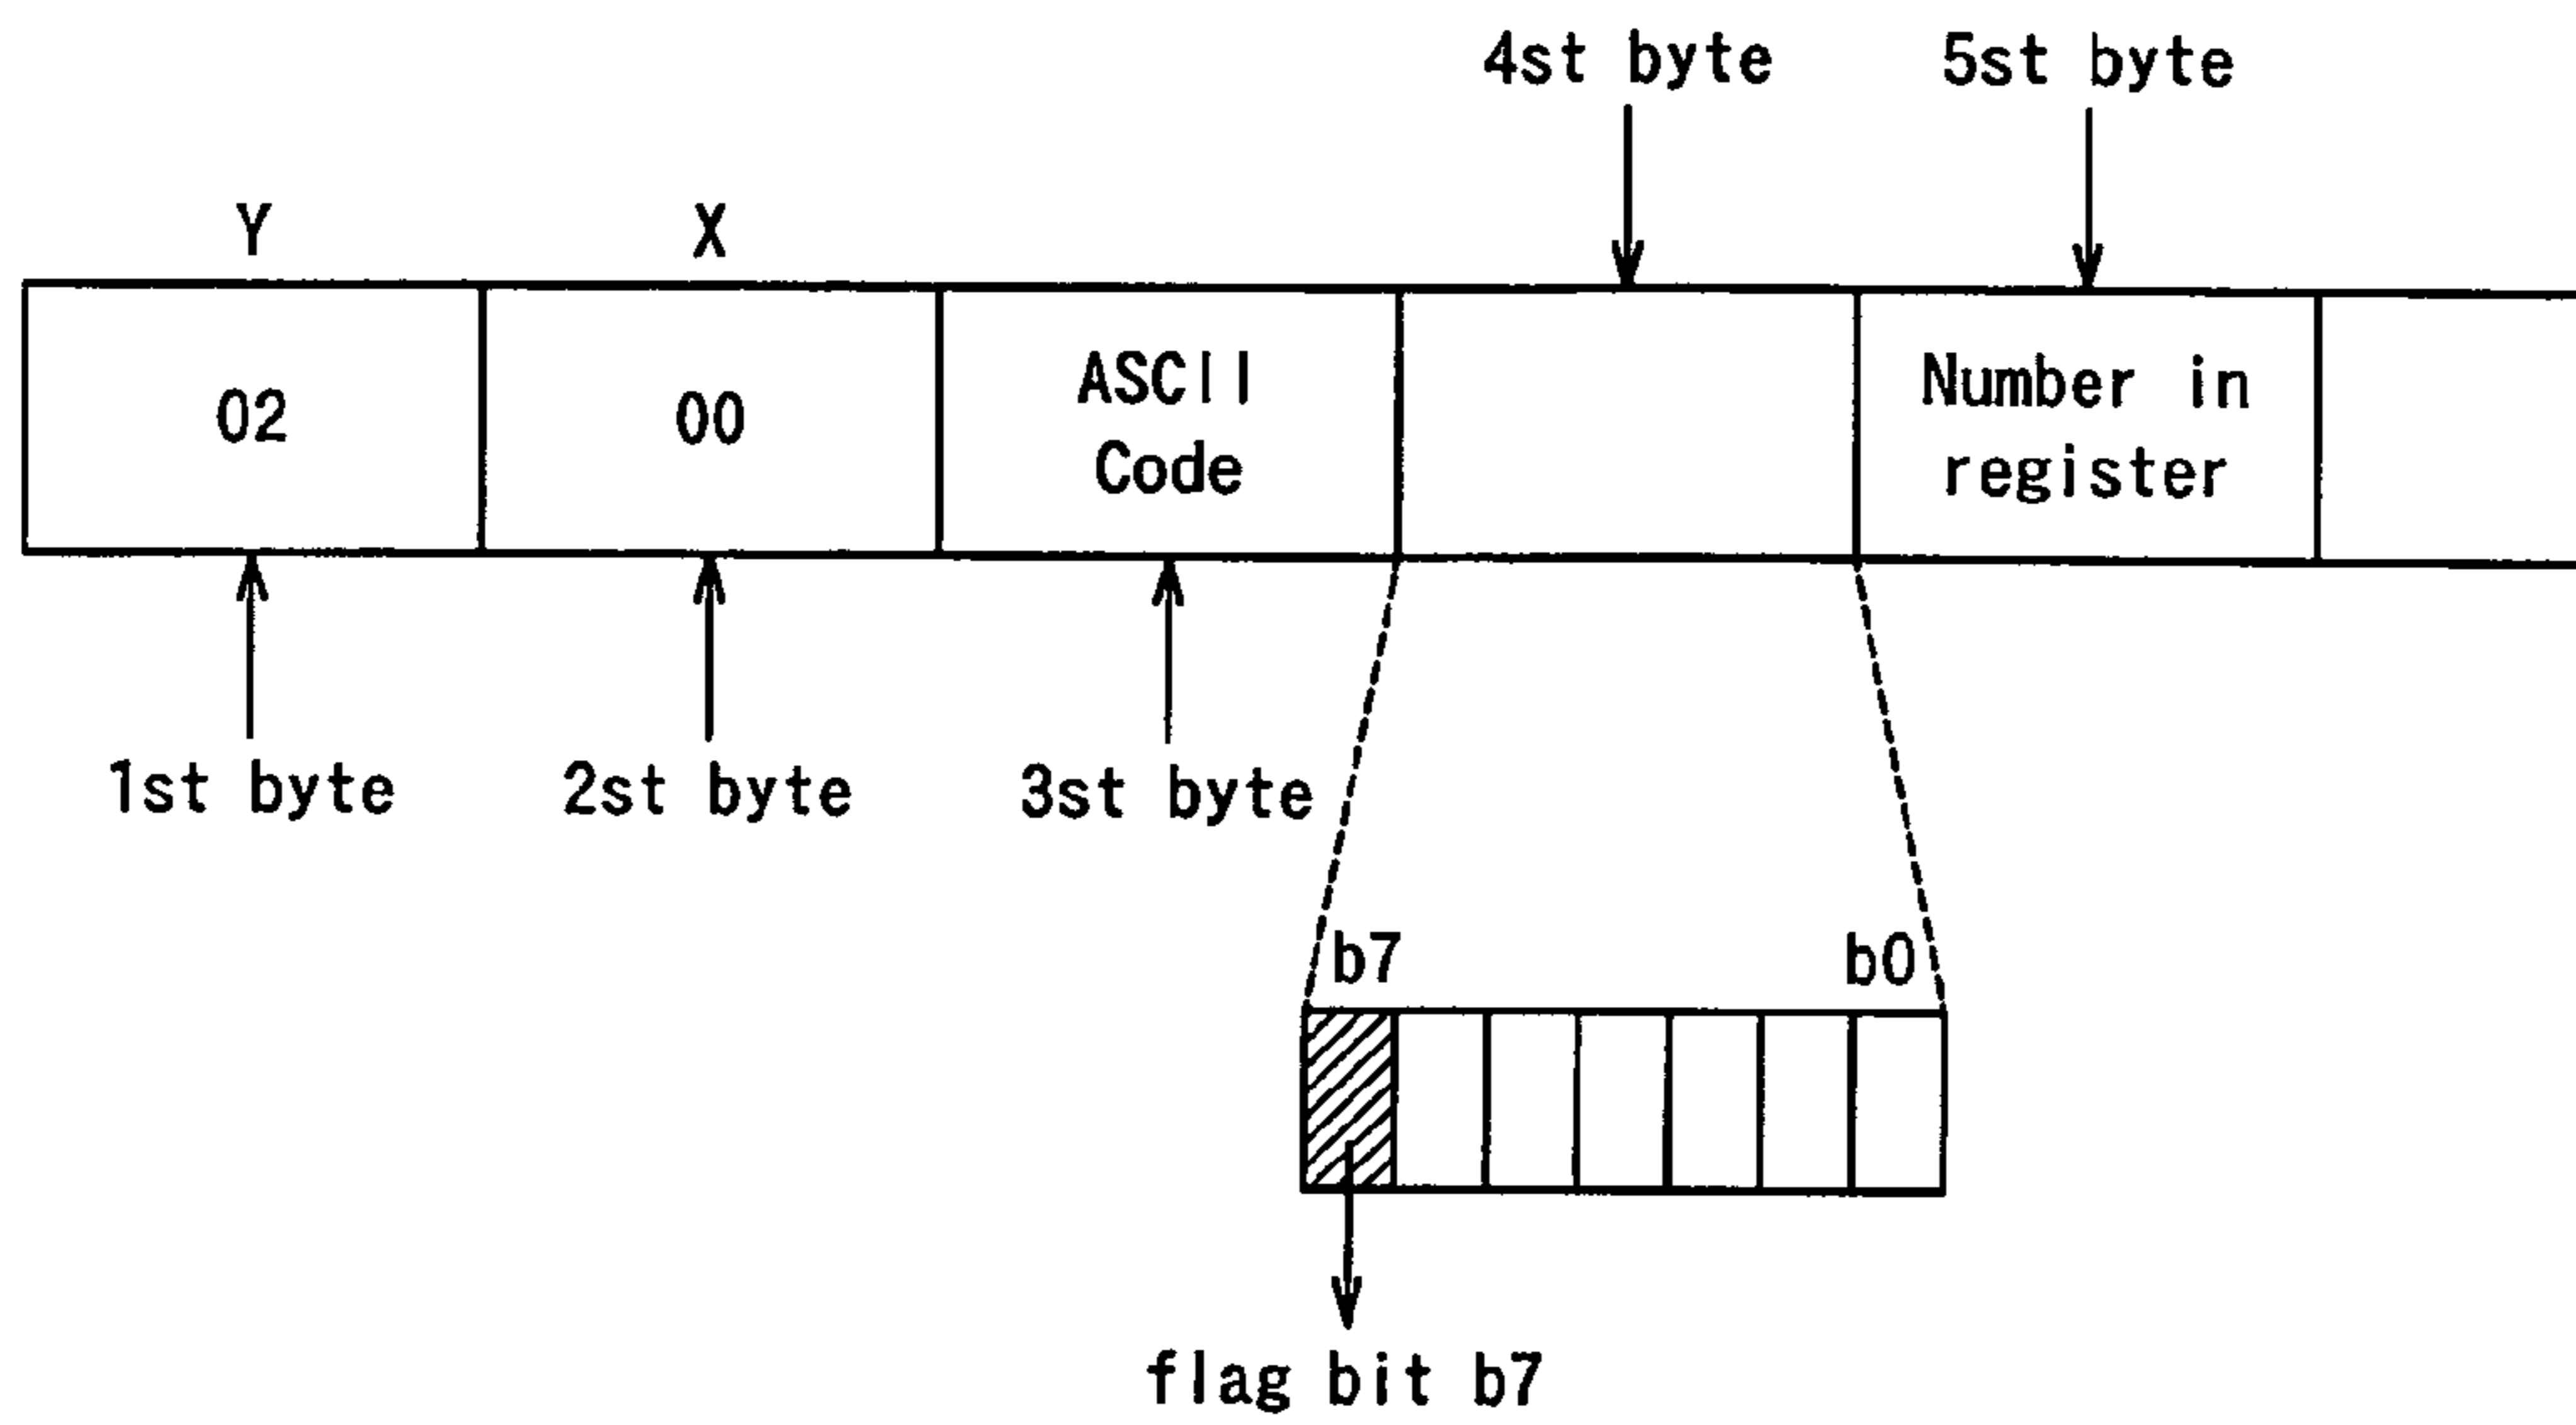 4st byte
5st byte
Y
X
02
00
ASCII
Code
Number in
register
1st byte
2st byte
3st byte
b7
b0
flag bit b7